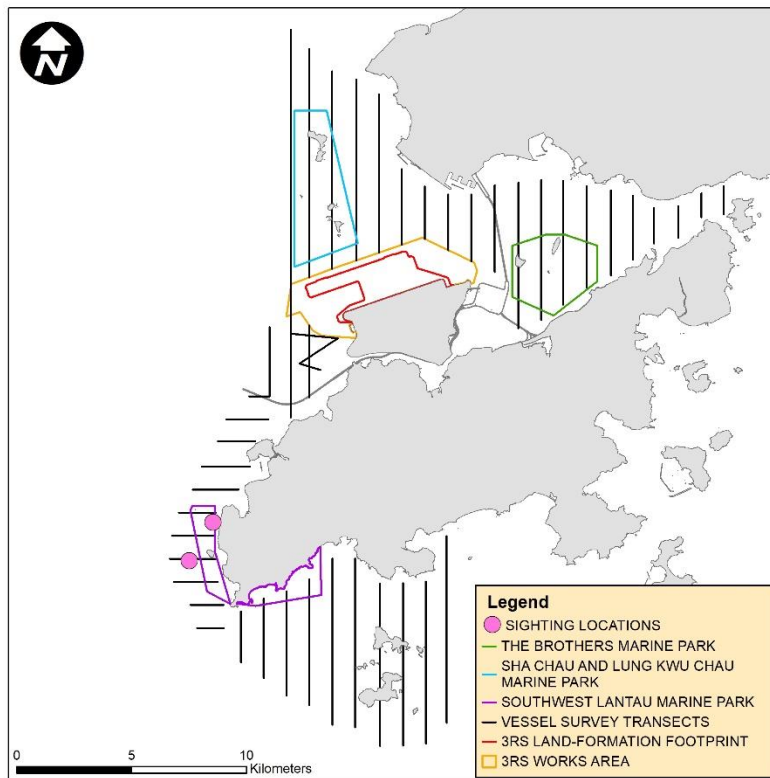 N
Legend
SIGHTING LOCATIONS
THE BROTHERS MARINE PARK
SHA CHAU AND LUNG KWU CHAU
MARINE PARK
SOUTHWEST LANTAU MARINE PARK
VESSEL SURVEY TRANSECTS
3RS LAND-FORMATION FOOTPRINT
3RS WORKS AREA
0 5 10
Kilometers